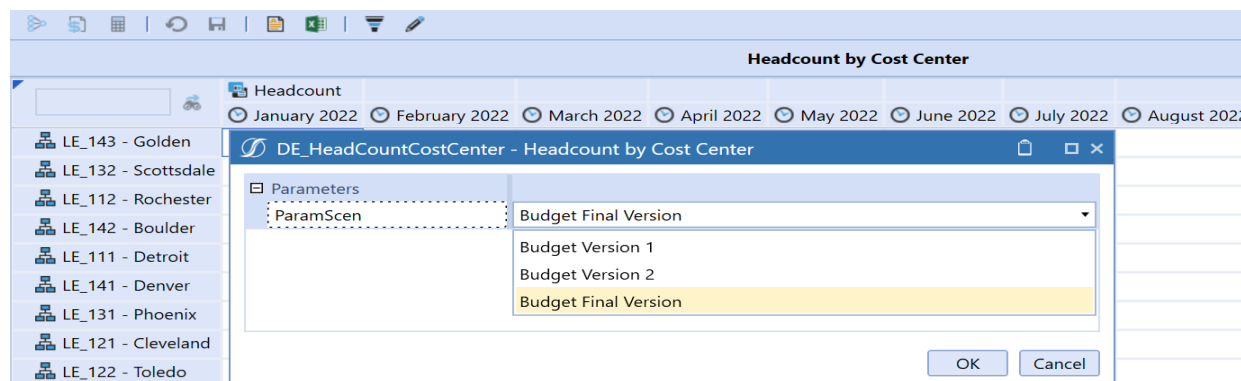 Headcount by Cost Center
Headcount
January 2022 February 2022 March 2022 April 2022 May 2022 June 2022 July 2022 August 2022
LE_143 - Golden
DE_HeadCountCostCenter - Headcount by Cost Center
LE_132 - Scottsdale
Parameters
LE_112 - Rochester
ParamScen Budget Final Version
LE_142 - Boulder
Budget Version 1
LE_111 - Detroit
Budget Version 2
LE_141 - Denver
Budget Final Version
LE_131 - Phoenix
LE_121 - Cleveland
OK Cancel
LE_122 - Toledo